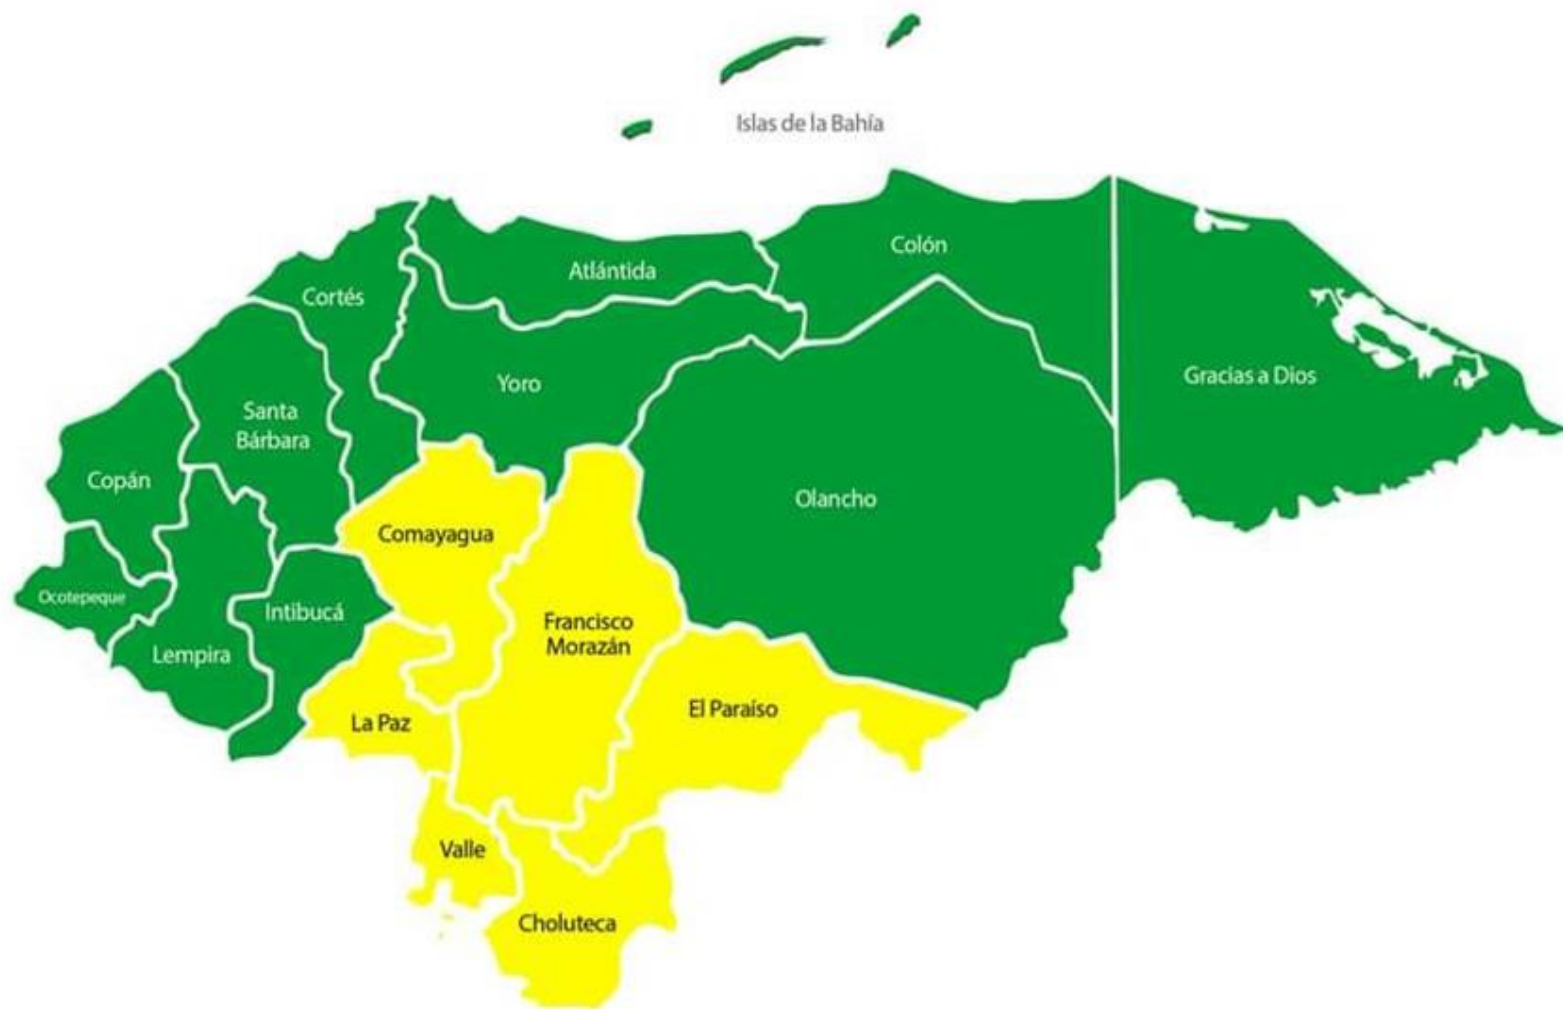 Islas de la Bahía
Colón
Atlántida
Cortés
Gracias a Dios
Yoro
Santa
Bárbara
Copán
Olancho
Comayagua
Ocotepeque
Intibucá
Francisco
Morazán
Lempira
El Paraíso
La Paz
Valle
Choluteca